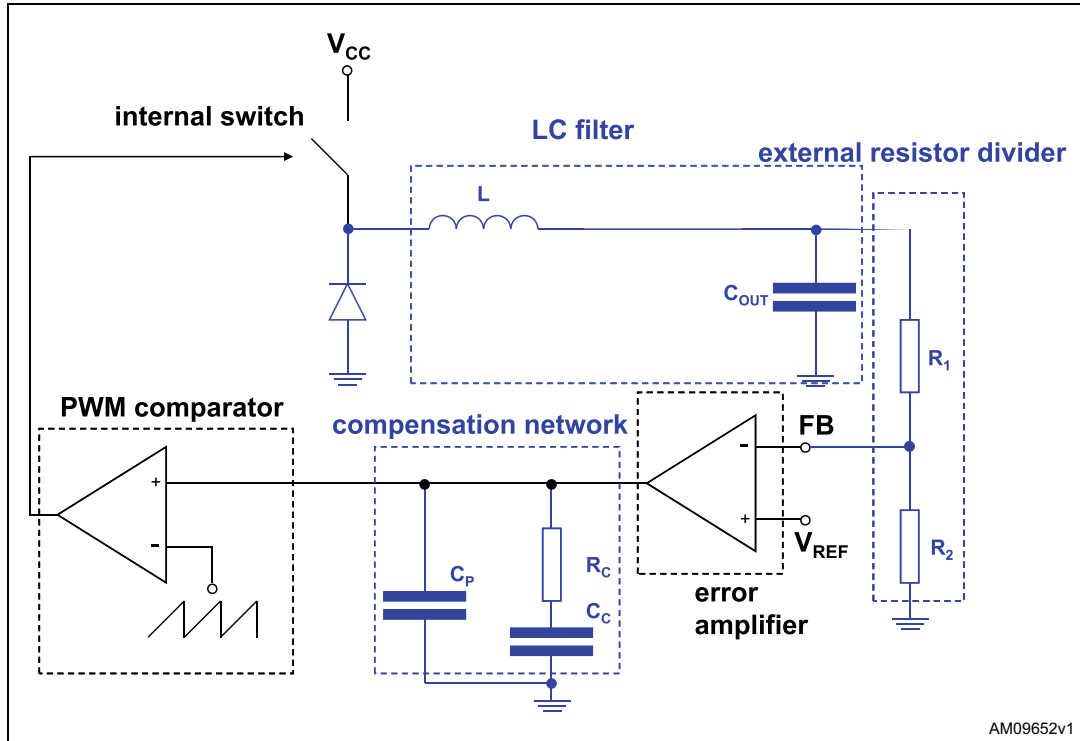 VCC
internal switch
LC filter
external resistor divider
L
COUT
R1
PWM comparator
compensation network
FB
-
+
-
+
VREF
R2
CP
RC
CC
error
amplifier
AM09652v1